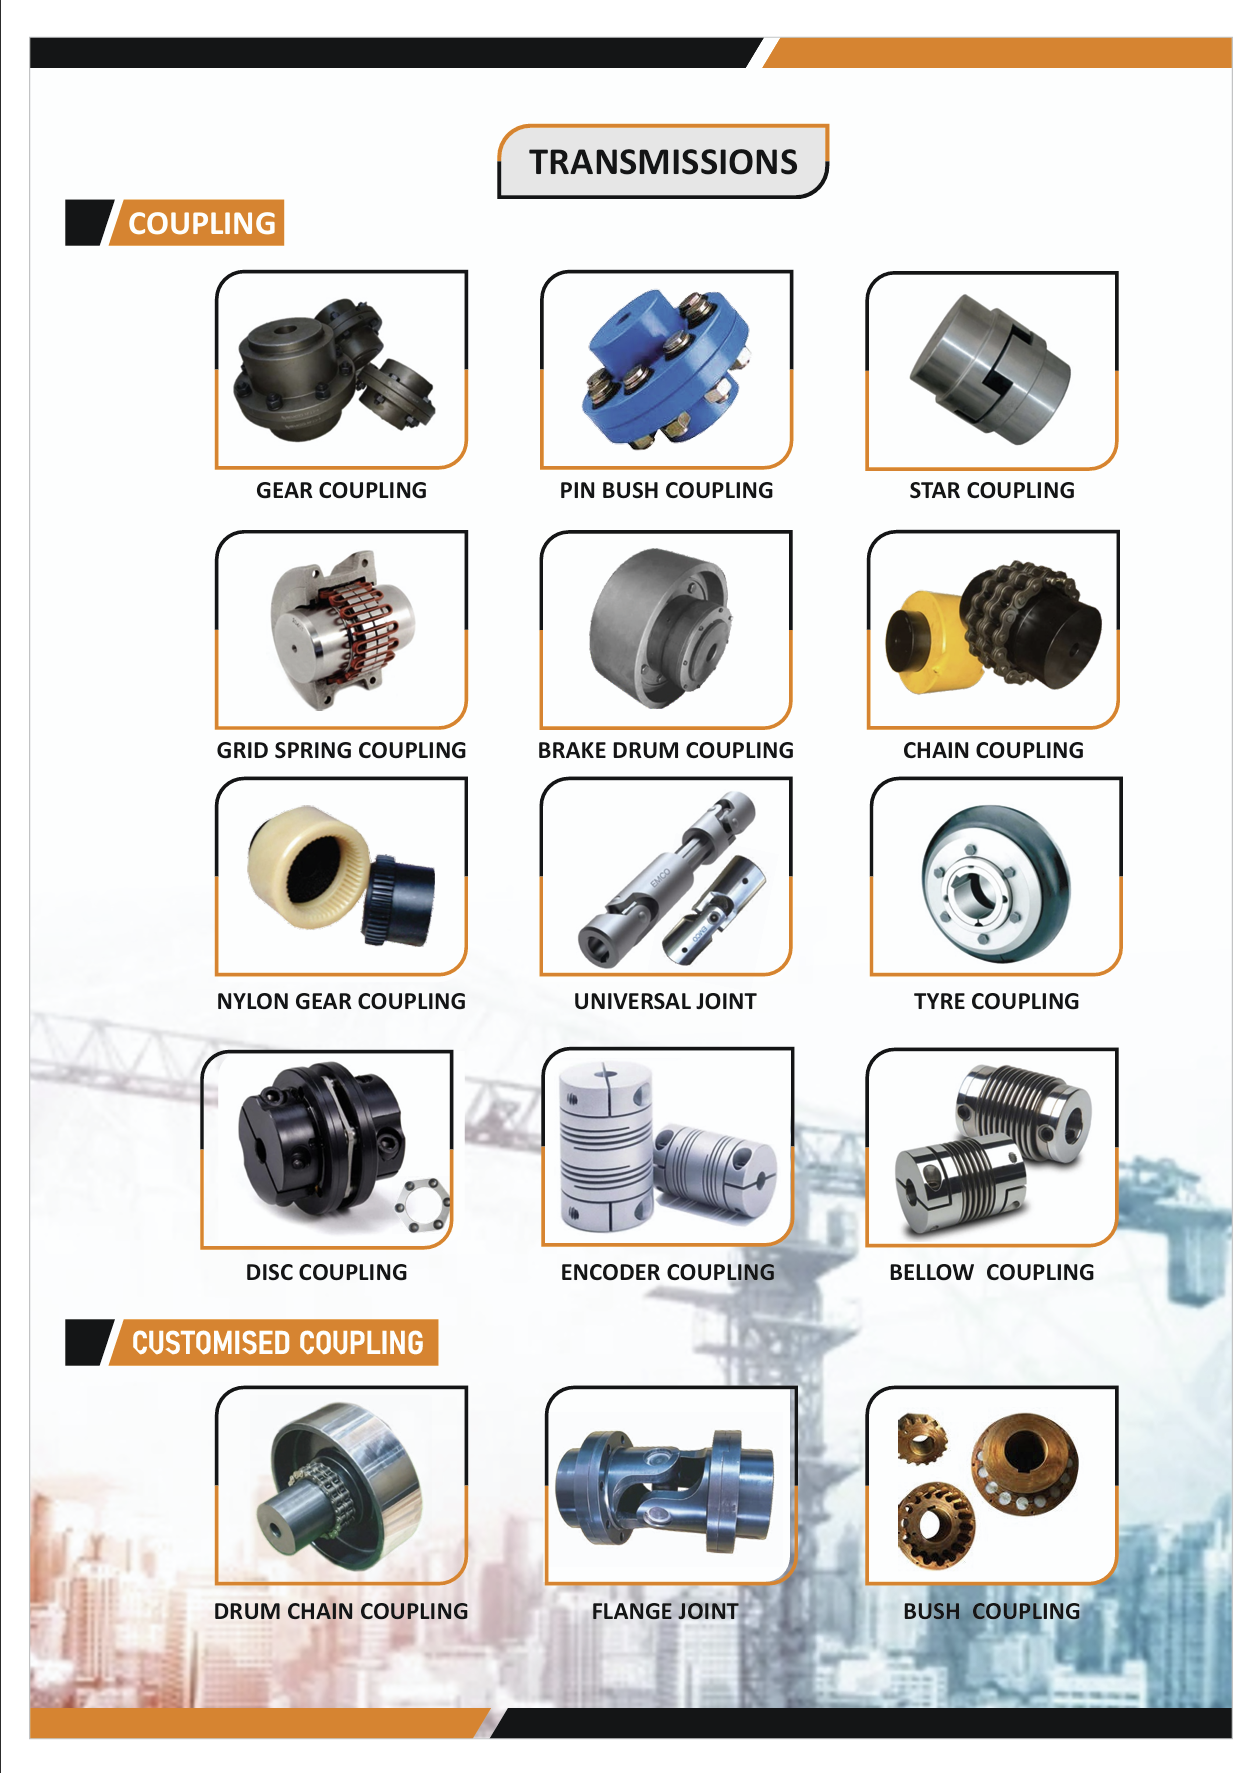 TRANSMISSIONS
COUPLING
GEAR COUPLING
PIN BUSH COUPLING
STAR COUPLING
GRID SPRING COUPLING
BRAKE DRUM COUPLING
CHAIN COUPLING
EMCO
EMCO
NYLON GEAR COUPLING
UNIVERSAL JOINT
TYRE COUPLING
DISC COUPLING
ENCODER COUPLING
BELLOW COUPLING
CUSTOMISED COUPLING
DRUM CHAIN COUPLING
FLANGE JOINT
BUSH COUPLING